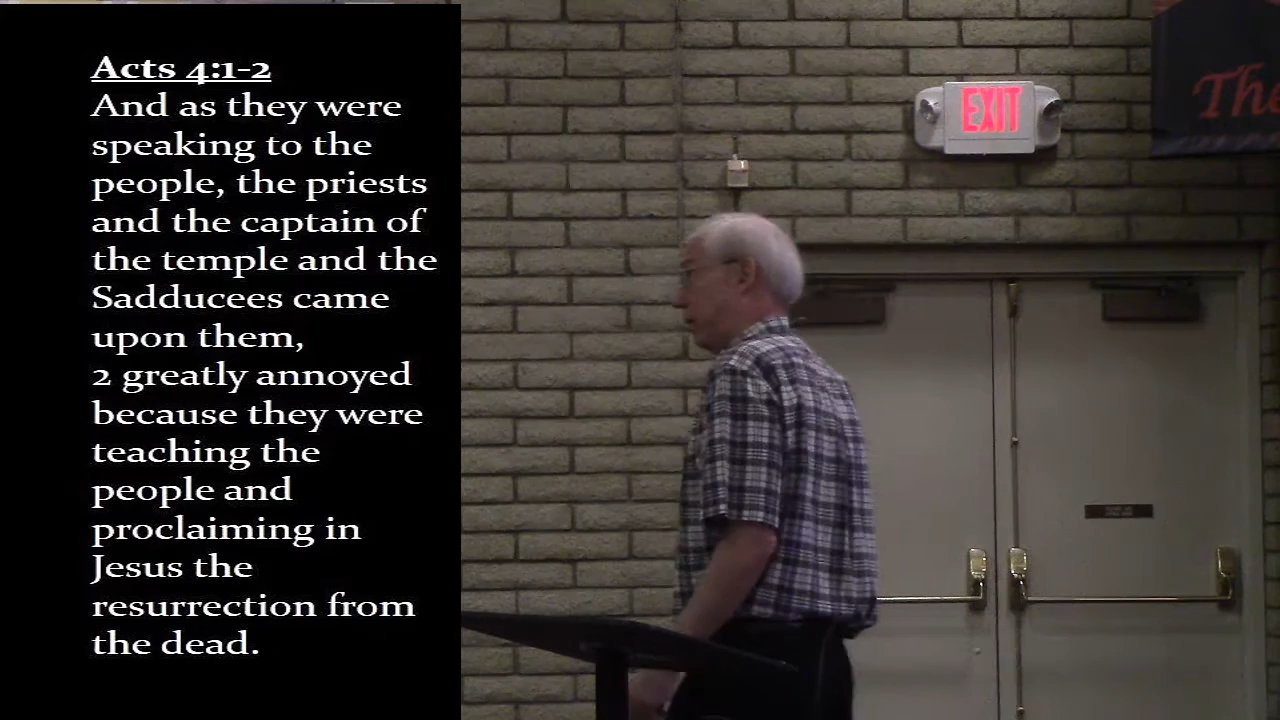 Acts 4:1-2
And as they were
speaking to the
people, the priests
and the captain of
the temple and the
Sadducees came
upon them,
2 greatly annoyed
because they were
teaching the
people and
proclaiming in
Jesus the
resurrection from
the dead.
EXIT